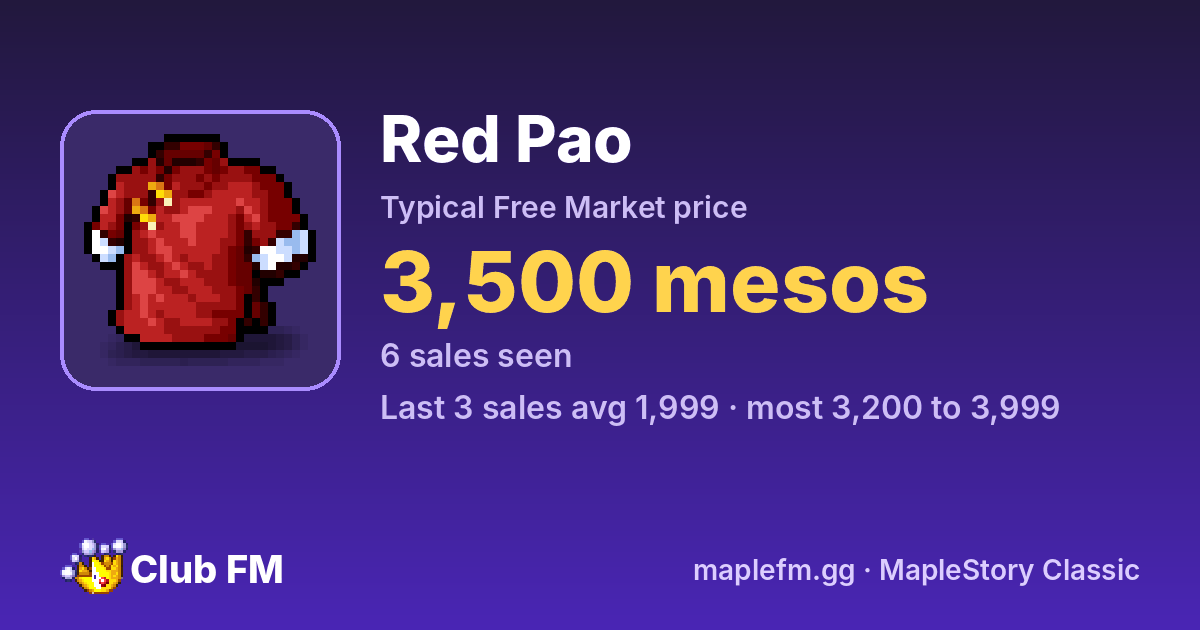 Red Pao
Typical Free Market price
3,500 mesos
6 sales seen
Last 3 sales avg 1,999 · most 3,200 to 3,999
Club FM
maplefm.gg · MapleStory Classic